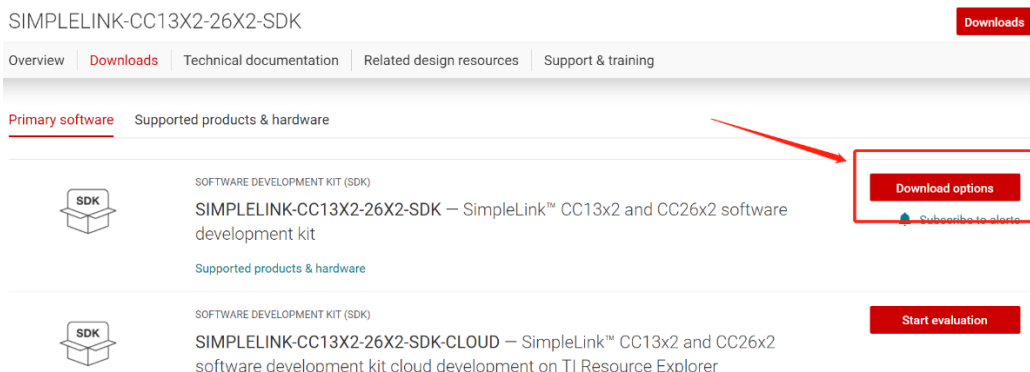 SIMPLELINK-CC13X2-26X2-SDK
Downloads
Overview Downloads Technical documentation Related design resources Support & training
Primary software Supported products & hardware
SDK
SOFTWARE DEVELOPMENT KIT (SDK)
SIMPLELINK-CC13X2-26X2-SDK — SimpleLink™ CC13x2 and CC26x2 software
development kit
Supported products & hardware
Download options
Subscribe to alerts
SDK
SOFTWARE DEVELOPMENT KIT (SDK)
SIMPLELINK-CC13X2-26X2-SDK-CLOUD — SimpleLink™ CC13x2 and CC26x2
software development kit cloud development on TI Resource Explorer
Start evaluation